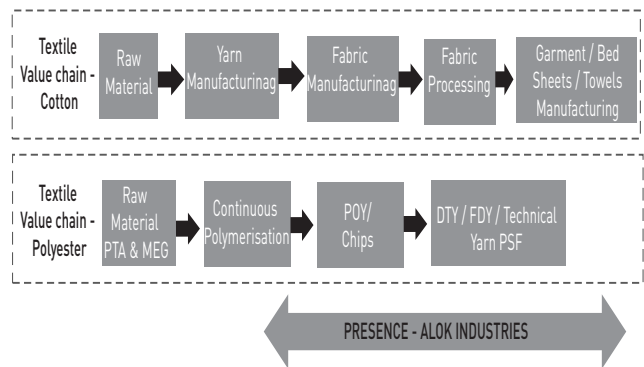 Textile
Value chain -
Cotton
Raw
Material
Yarn
Manufacturinag
Fabric
Manufacturinag
Fabric
Processing
Garment / Bed
Sheets / Towels
Manufacturing
Textile
Value chain -
Polyester
Raw
Material
PTA & MEG
Continuous
Polymerisation
POY/
Chips
DTY / FDY / Technical
Yarn PSF
PRESENCE - ALOK INDUSTRIES